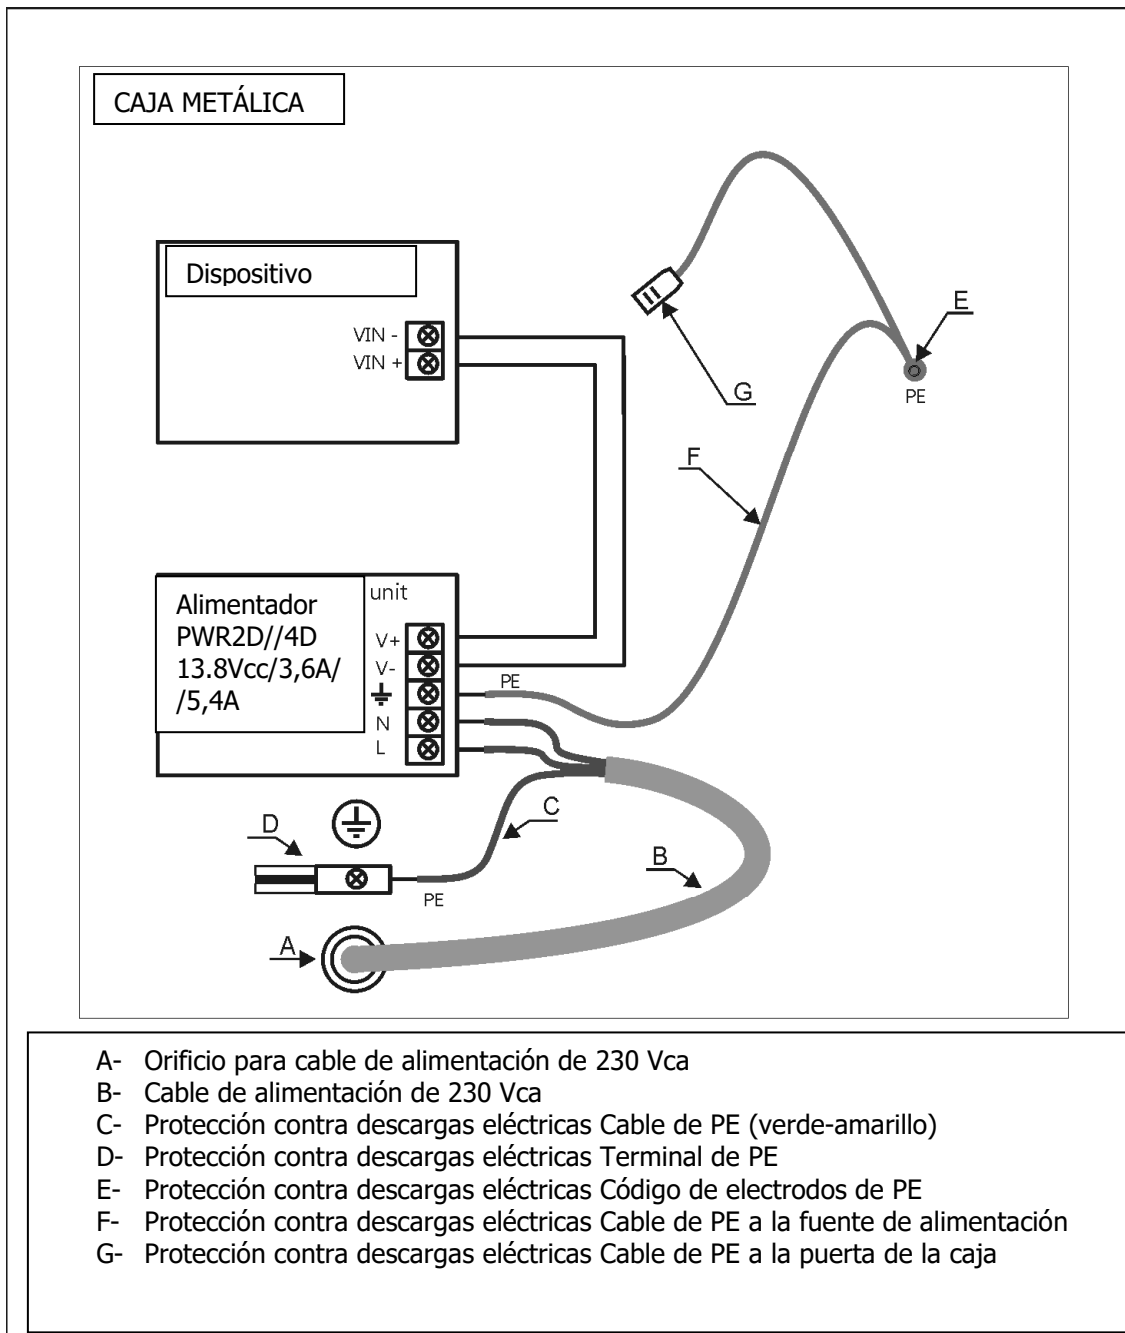 CAJA METÁLICA
Dispositivo
VIN -
VIN +
E
PE
G
F
Alimentador
PWR2D//4D
13.8Vcc/3,6A/
/5,4A
unit
V+
V-
N
L
PE
C
D
PE
B
A
A- Orificio para cable de alimentación de 230 Vca
B- Cable de alimentación de 230 Vca
C- Protección contra descargas eléctricas Cable de PE (verde-amarillo)
D- Protección contra descargas eléctricas Terminal de PE
E- Protección contra descargas eléctricas Código de electrodos de PE
F- Protección contra descargas eléctricas Cable de PE a la fuente de alimentación
G- Protección contra descargas eléctricas Cable de PE a la puerta de la caja